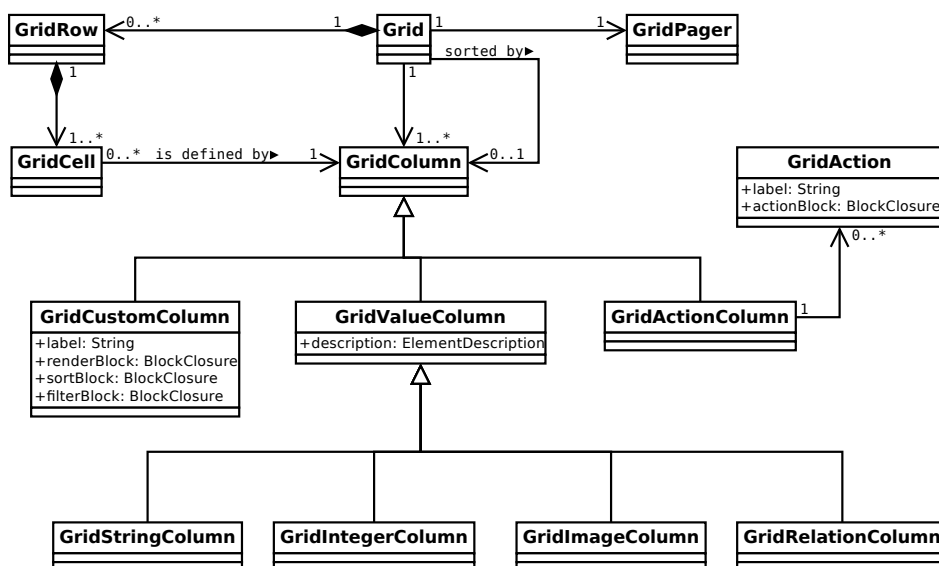 GridRow
0..*
1
Grid
1
1
GridPager
1
1
sorted by▶
1..*
1..*
GridCell
0..* is defined by▶
1
GridColumn
0..1
GridAction
+label: String
+actionBlock: BlockClosure
0..*
GridCustomColumn
+label: String
+renderBlock: BlockClosure
+sortBlock: BlockClosure
+filterBlock: BlockClosure
GridValueColumn
+description: ElementDescription
GridActionColumn
1
GridStringColumn
GridIntegerColumn
GridImageColumn
GridRelationColumn